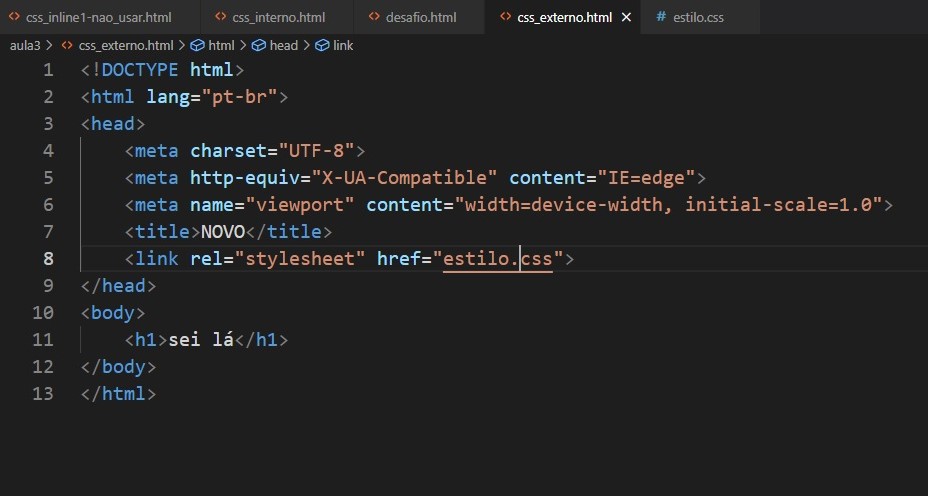 css_inline1-nao_usar.html css_interno.html desafio.html css_externo.html × # estilo.css
aula3 > css_externo.html > html > head > link
1 <!DOCTYPE html>
2 <html lang="pt-br">
3 <head>
4 <meta charset="UTF-8">
5 <meta http-equiv="X-UA-Compatible" content="IE=edge">
6 <meta name="viewport" content="width=device-width, initial-scale=1.0">
7 <title>NOVO</title>
8 <link rel="stylesheet" href="estilo.css">
9 </head>
10 <body>
11 <h1>sei lá</h1>
12 </body>
13 </html>